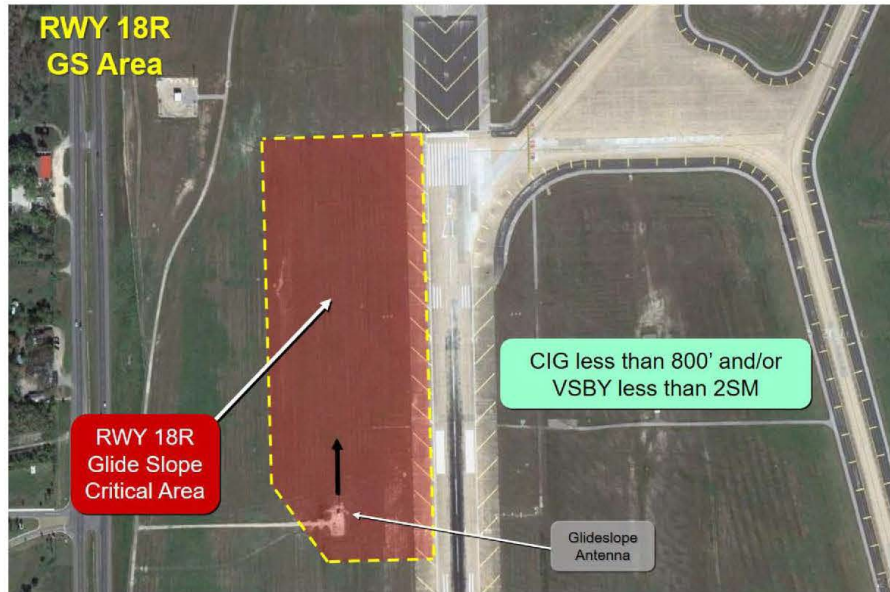 RWY 18R
GS Area
CIG less than 800' and/or
VSBY less than 2SM
RWY 18R
Glide Slope
Critical Area
Glideslope
Antenna